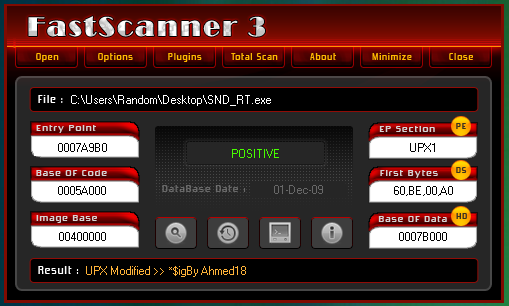 FastScanner 3
Open Options Plugins Total Scan About Minimize Close
File : C:\Users\Random\Desktop\SND_RT.exe
Entry Point
0007A9B0
Base OF Code
0005A000
Image Base
00400000
POSITIVE
DataBase Date : 01-Dec-09
EP Section PE
UPX1
First Bytes DS
60,BE,00,A0
Base OF Data HD
0007B000
Result : UPX Modified >> *$igBy Ahmed18